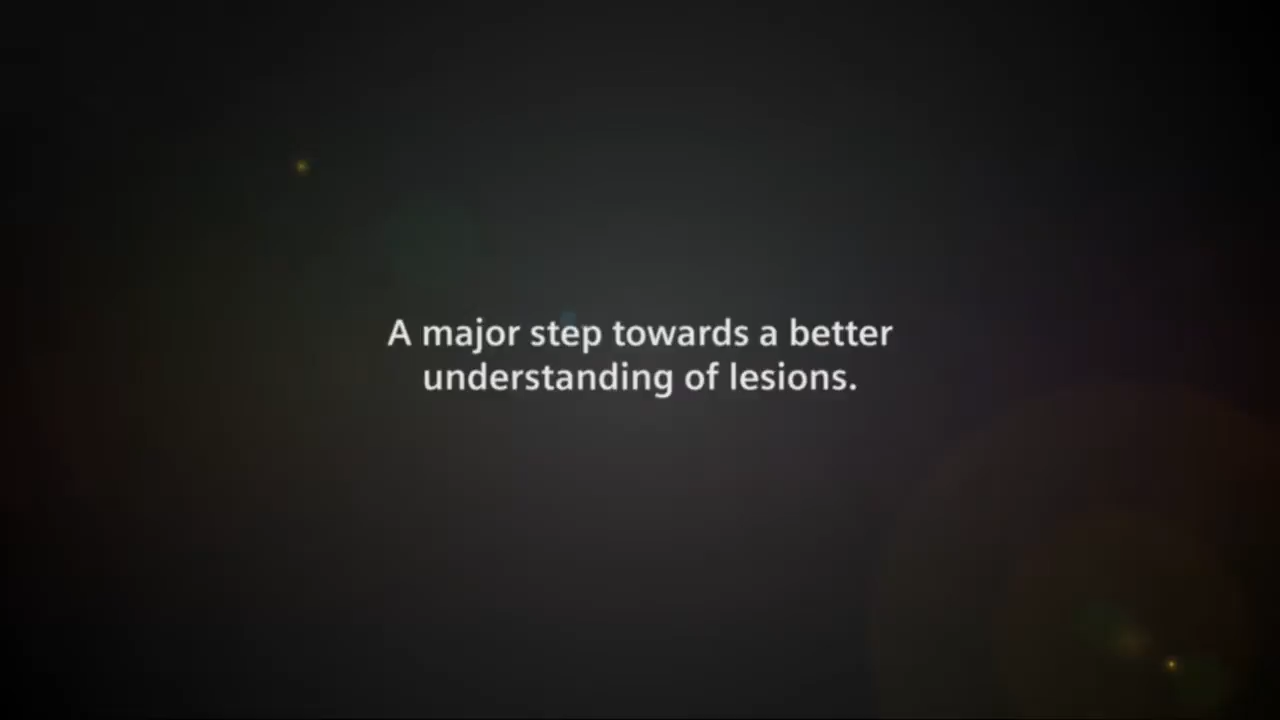 A major step towards a better
understanding of lesions.